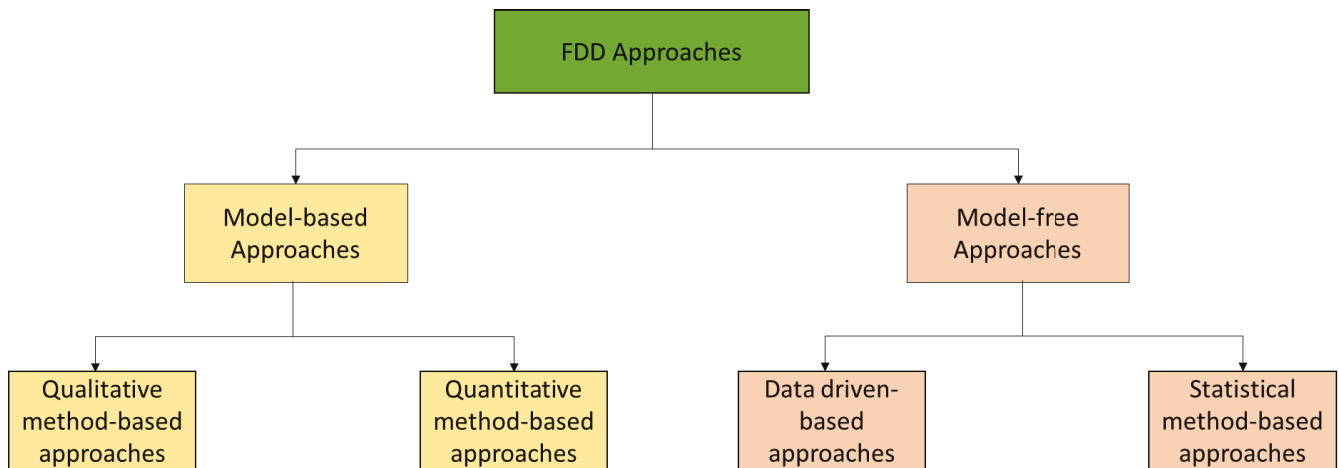 FDD Approaches
Model-based
Approaches
Model-free
Approaches
Qualitative
method-based
approaches
Quantitative
method-based
approaches
Data driven-
based
approaches
Statistical
method-based
approaches